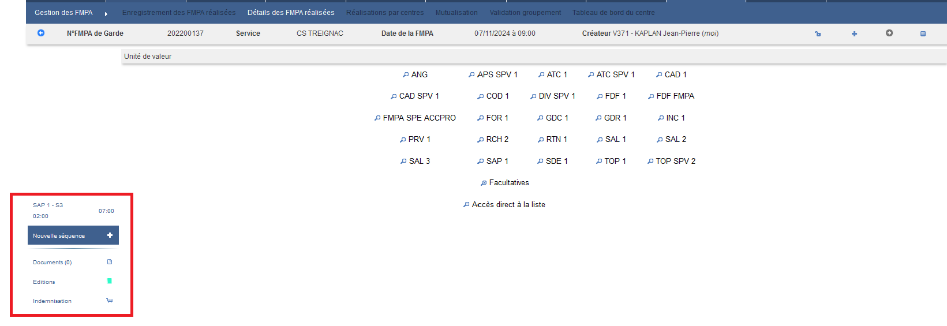 Gestion des FMPA Enregistrement des FMPA réalisées Détails des FMPA réalisées Réalisations par centres Mutualisation Validation groupement Tableau de bord du centre
N°FMPA de Garde 202200137 Service CS TREIGNAC Date de la FMPA 07/11/2024 à 09:00 Créateur V371 - KAPLAN Jean-Pierre (moi)
Unité de valeur
ANG APS SPV 1 ATC 1 ATC SPV 1 CAD 1
CAD SPV 1 COD 1 DIV SPV 1 FDF 1 FDF FMPA
FMPA SPE ACCPRO FOR 1 GDC 1 GDR 1 INC 1
PRV 1 RCH 2 RTN 1 SAL 1 SAL 2
SAL 3 SAP 1 SDE 1 TOP 1 TOP SPV 2
Facultatives
Accès direct à la liste
SAP 1 - S3
07:00
02:00
Nouvelle séquence
Documents (0)
Editions
Indemnisation